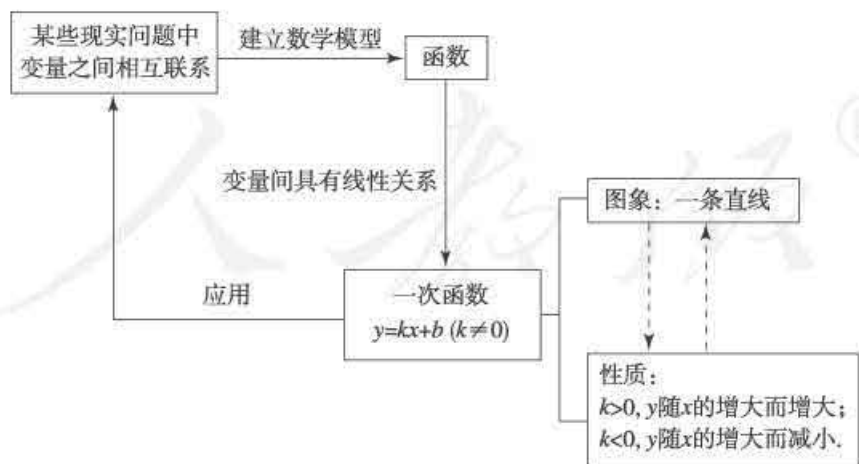 某些现实问题中
变量之间相互联系
建立数学模型
函数
变量间具有线性关系
图象：一条直线
应用
一次函数
y=kx+b (k≠0)
性质：
k>0, y随x的增大而增大；
k<0, y随x的增大而减小.
人教版®